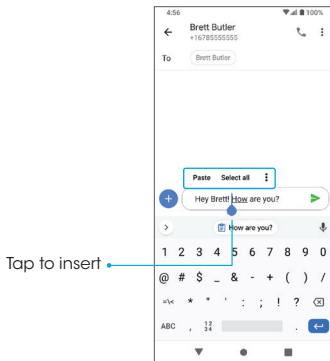 4:56 100%
Brett Butler
+16785555555
To Brett Butler
Paste Select all
Hey Brett! How are you?
How are you?
Tap to insert
1 2 3 4 5 6 7 8 9 0
@ # $ _ & - + ( ) /
=\< * " ' : ; ! ?
ABC , 12 34 .